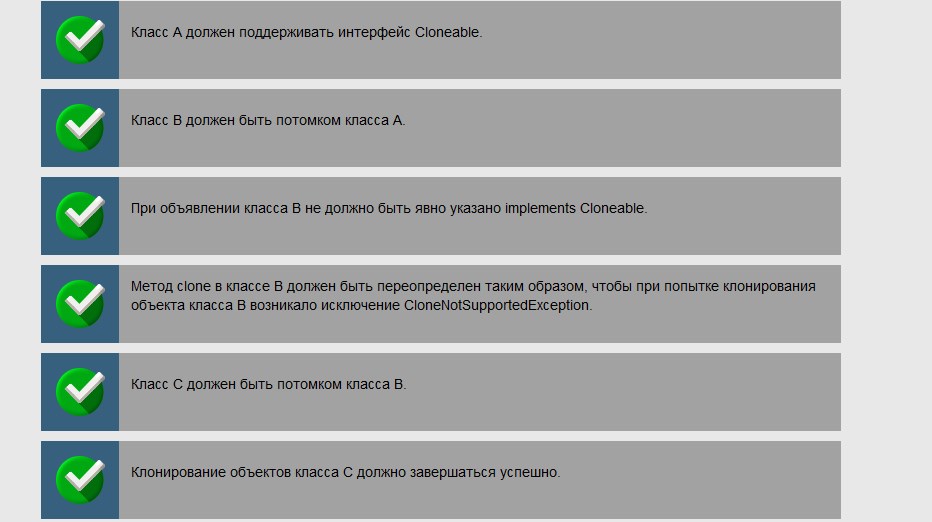 Класс A должен поддерживать интерфейс Cloneable.
Класс B должен быть потомком класса A.
При объявлении класса B не должно быть явно указано implements Cloneable.
Метод clone в классе B должен быть переопределен таким образом, чтобы при попытке клонирования
объекта класса B возникало исключение CloneNotSupportedException.
Класс C должен быть потомком класса B.
Клонирование объектов класса C должно завершаться успешно.